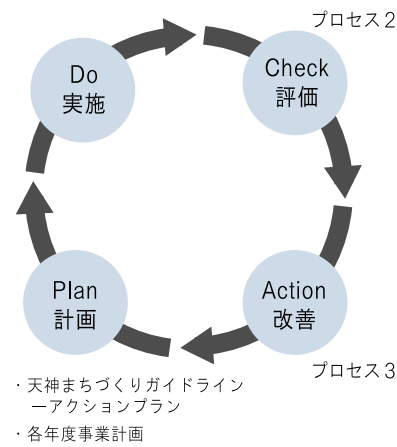 プロセス2
Do
実施
Check
評価
Plan
計画
Action
改善
プロセス3
・天神まちづくりガイドライン
―アクションプラン
・各年度事業計画